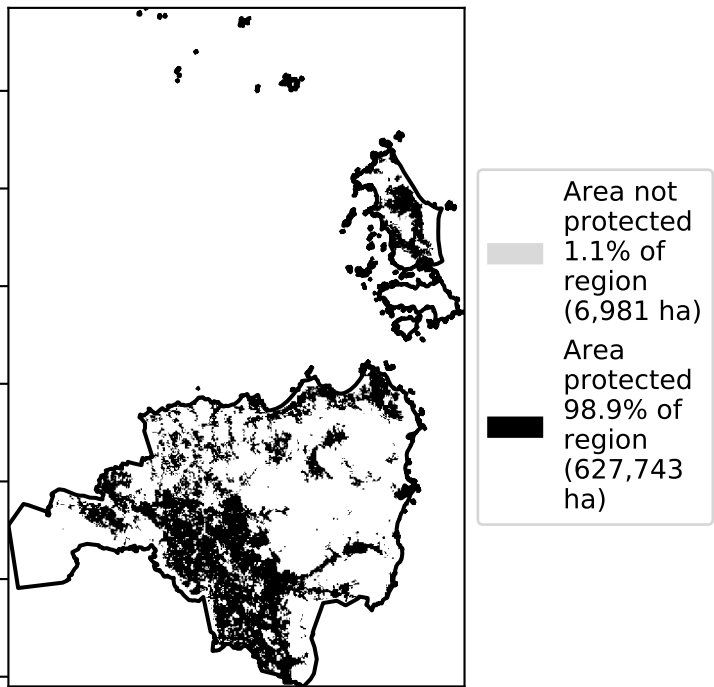 Area not
protected
1.1% of
region
(6,981 ha)
Area
protected
98.9% of
region
(627,743
ha)